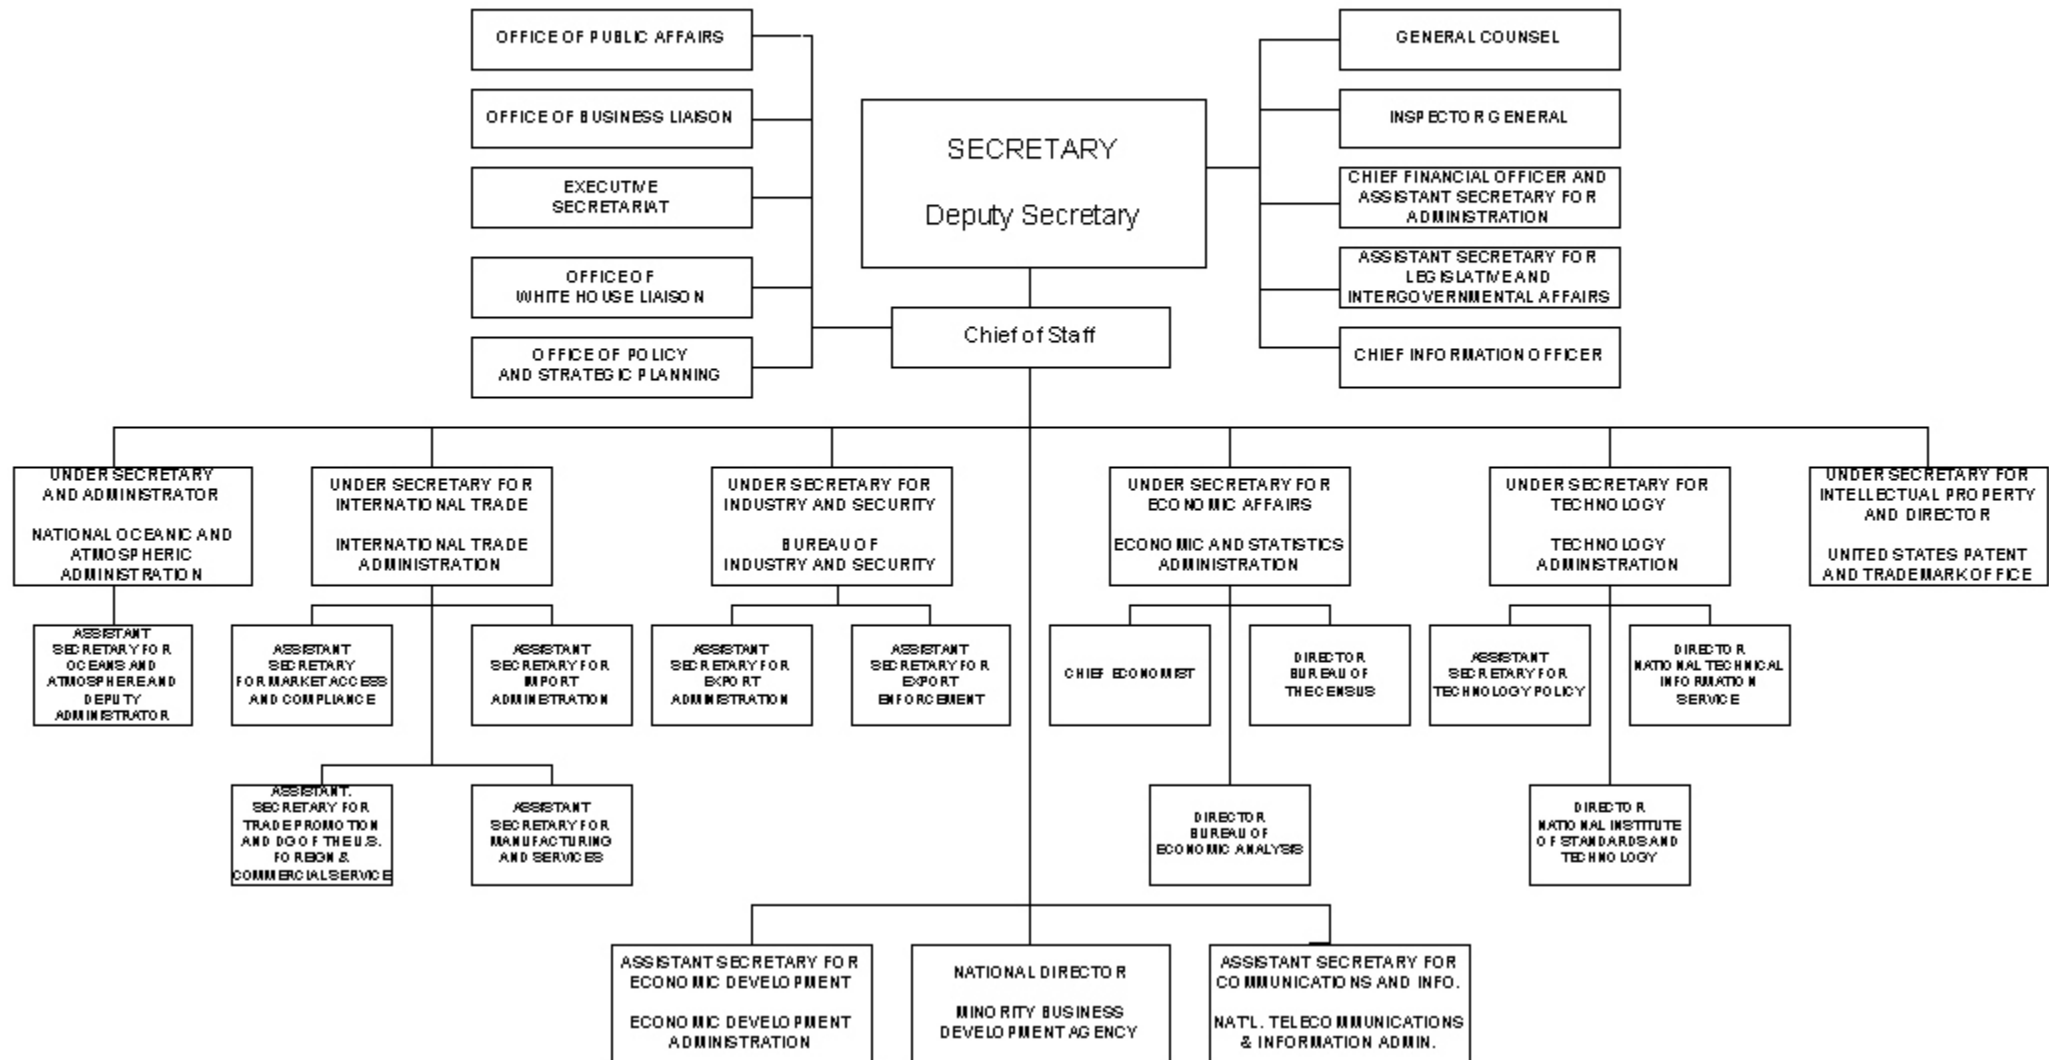 OFFICE OF PUBLIC AFFAIRS
OFFICE OF BUSINESS LIAISON
EXECUTIVE
SECRETARIAT
OFFICE OF
WHITE HOUSE LIAISON
OFFICE OF POLICY
AND STRATEGIC PLANNING
SECRETARY
Deputy Secretary
Chief of Staff
GENERAL COUNSEL
INSPECTOR GENERAL
CHIEF FINANCIAL OFFICER AND
ASSISTANT SECRETARY FOR
ADMINISTRATION
ASSISTANT SECRETARY FOR
LEGISLATIVE AND
INTERGOVERNMENTAL AFFAIRS
CHIEF INFORMATION OFFICER
UNDER SECRETARY
AND ADMINISTRATOR
NATIONAL OCEANIC AND
ATMOSPHERIC
ADMINISTRATION
UNDER SECRETARY FOR
INTERNATIONAL TRADE
INTERNATIONAL TRADE
ADMINISTRATION
UNDER SECRETARY FOR
INDUSTRY AND SECURITY
BUREAU OF
INDUSTRY AND SECURITY
UNDER SECRETARY FOR
ECONOMIC AFFAIRS
ECONOMIC AND STATISTICS
ADMINISTRATION
UNDER SECRETARY FOR
TECHNOLOGY
TECHNOLOGY
ADMINISTRATION
UNDER SECRETARY FOR
INTELLECTUAL PROPERTY
AND DIRECTOR
UNITED STATES PATENT
AND TRADEMARK OFFICE
ASSISTANT
SECRETARY FOR
OCEANS AND
ATMOSPHERE AND
DEPUTY
ADMINISTRATOR
ASSISTANT
SECRETARY
FOR MARKET ACCESS
AND COMPLIANCE
ASSISTANT
SECRETARY FOR
IMPORT
ADMINISTRATION
ASSISTANT
SECRETARY FOR
EXPORT
ADMINISTRATION
ASSISTANT
SECRETARY FOR
EXPORT
ENFORCEMENT
CHIEF ECONOMIST
DIRECTOR
BUREAU OF
THE CENSUS
ASSISTANT
SECRETARY FOR
TECHNOLOGY POLICY
DIRECTOR
NATIONAL TECHNICAL
INFORMATION
SERVICE
ASSISTANT.
SECRETARY FOR
TRADE PROMOTION
AND DG OF THE U.S.
FOREIGN &
COMMERCIAL SERVICE
ASSISTANT
SECRETARY FOR
MANUFACTURING
AND SERVICES
DIRECTOR
BUREAU OF
ECONOMIC ANALYSIS
DIRECTOR
NATIONAL INSTITUTE
OF STANDARDS AND
TECHNOLOGY
ASSISTANT SECRETARY FOR
ECONOMIC DEVELOPMENT
ECONOMIC DEVELOPMENT
ADMINISTRATION
NATIONAL DIRECTOR
MINORITY BUSINESS
DEVELOPMENT AGENCY
ASSISTANT SECRETARY FOR
COMMUNICATIONS AND INFO.
NAT'L. TELECOMMUNICATIONS
& INFORMATION ADMIN.